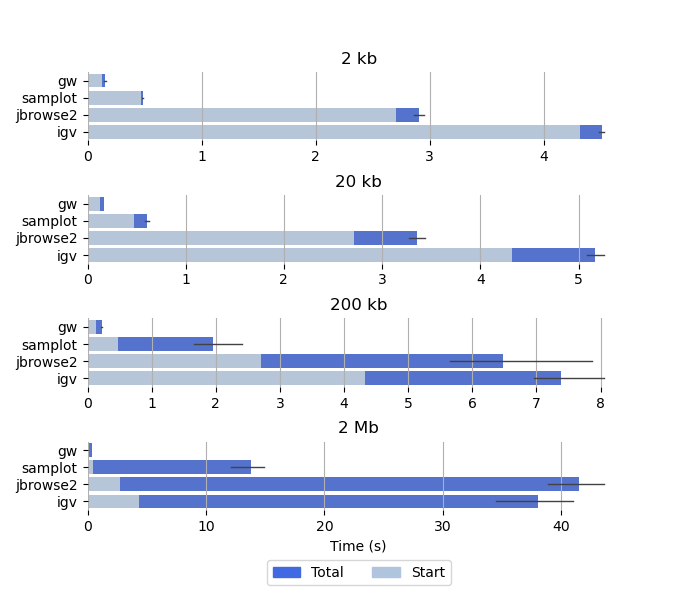 2 kb
gw
samplot
jbrowse2
igv
0 1 2 3 4
20 kb
gw
samplot
jbrowse2
igv
0 1 2 3 4 5
200 kb
gw
samplot
jbrowse2
igv
0 1 2 3 4 5 6 7 8
2 Mb
gw
samplot
jbrowse2
igv
0 10 20 30 40
Time (s)
Total Start